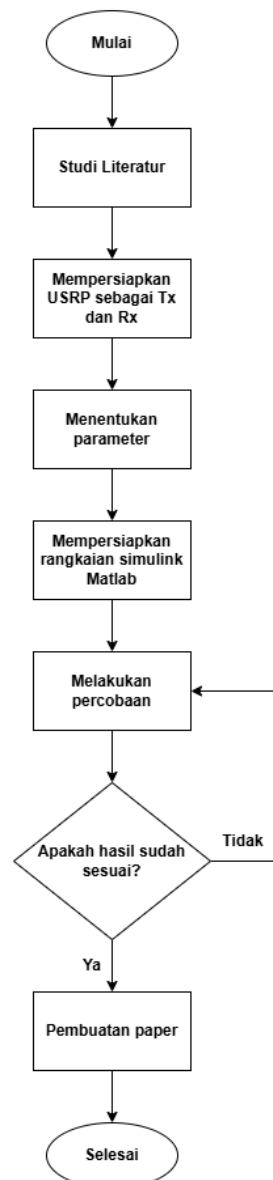 Mulai
Studi Literatur
Mempersiapkan
USRP sebagai Tx
dan Rx
Menentukan
parameter
Mempersiapkan
rangkaian simulink
Matlab
Melakukan
percobaan
Apakah hasil sudah
sesuai?
Tidak
Ya
Pembuatan paper
Selesai